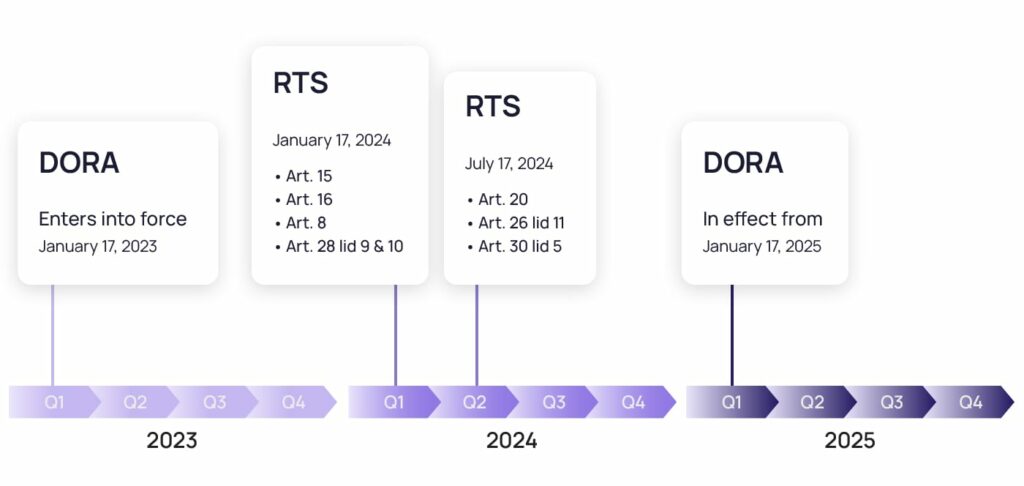 DORA
Enters into force
January 17, 2023
RTS
January 17, 2024
• Art. 15
• Art. 16
• Art. 8
• Art. 28 lid 9 & 10
RTS
July 17, 2024
• Art. 20
• Art. 26 lid 11
• Art. 30 lid 5
DORA
In effect from
January 17, 2025
Q1 Q2 Q3 Q4
2023
Q1 Q2 Q3 Q4
2024
Q1 Q2 Q3 Q4
2025